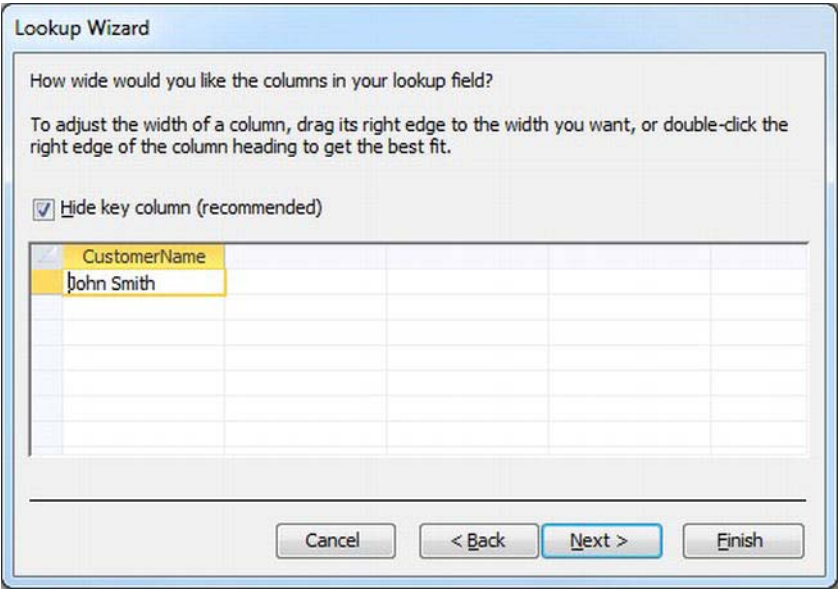 Lookup Wizard
How wide would you like the columns in your lookup field?
To adjust the width of a column, drag its right edge to the width you want, or double-click the
right edge of the column heading to get the best fit.
Hide key column (recommended)
CustomerName
John Smith
Cancel
< Back
Next >
Finish